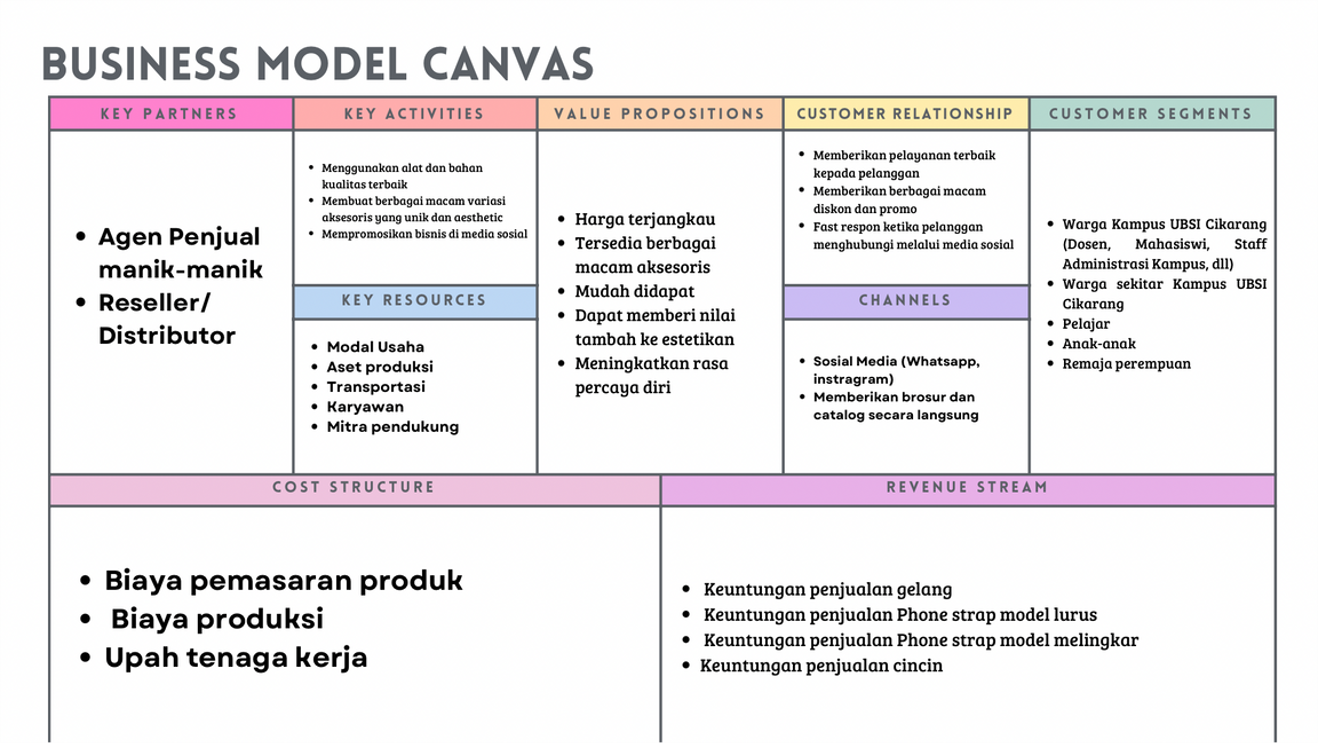 BUSINESS MODEL CANVAS
KEY PARTNERS
• Agen Penjual
manik-manik
• Reseller/
Distributor
KEY ACTIVITIES
• Menggunakan alat dan bahan
kualitas terbaik
• Membuat berbagai macam variasi
aksesoris yang unik dan aesthetic
• Mempromosikan bisnis di media sosial
KEY RESOURCES
• Modal Usaha
• Aset produksi
• Transportasi
• Karyawan
• Mitra pendukung
VALUE PROPOSITIONS
• Harga terjangkau
• Tersedia berbagai
macam aksesoris
• Mudah didapat
• Dapat memberi nilai
tambah ke estetikan
• Meningkatkan rasa
percaya diri
CUSTOMER RELATIONSHIP
• Memberikan pelayanan terbaik
kepada pelanggan
• Memberikan berbagai macam
diskon dan promo
• Fast respon ketika pelanggan
menghubungi melalui media sosial
CHANNELS
• Sosial Media (Whatsapp,
instragram)
• Memberikan brosur dan
catalog secara langsung
CUSTOMER SEGMENTS
• Warga Kampus UBSI Cikarang
(Dosen, Mahasiswi, Staff
Administrasi Kampus, dll)
• Warga sekitar Kampus UBSI
Cikarang
• Pelajar
• Anak-anak
• Remaja perempuan
COST STRUCTURE
• Biaya pemasaran produk
• Biaya produksi
• Upah tenaga kerja
REVENUE STREAM
• Keuntungan penjualan gelang
• Keuntungan penjualan Phone strap model lurus
• Keuntungan penjualan Phone strap model melingkar
• Keuntungan penjualan cincin